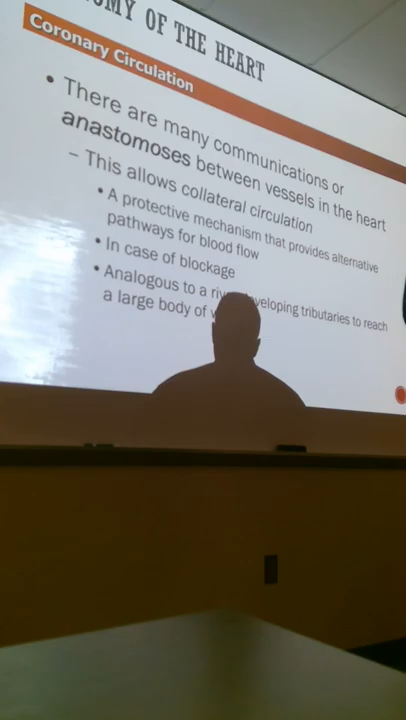 OF THE HEART
Coronary Circulation
• There are many communications or
anastomoses between vessels in the heart
– This allows collateral circulation
• A protective mechanism that provides alternative
pathways for blood flow
• In case of blockage
• Analogous to a tributaries to reach
a large body of